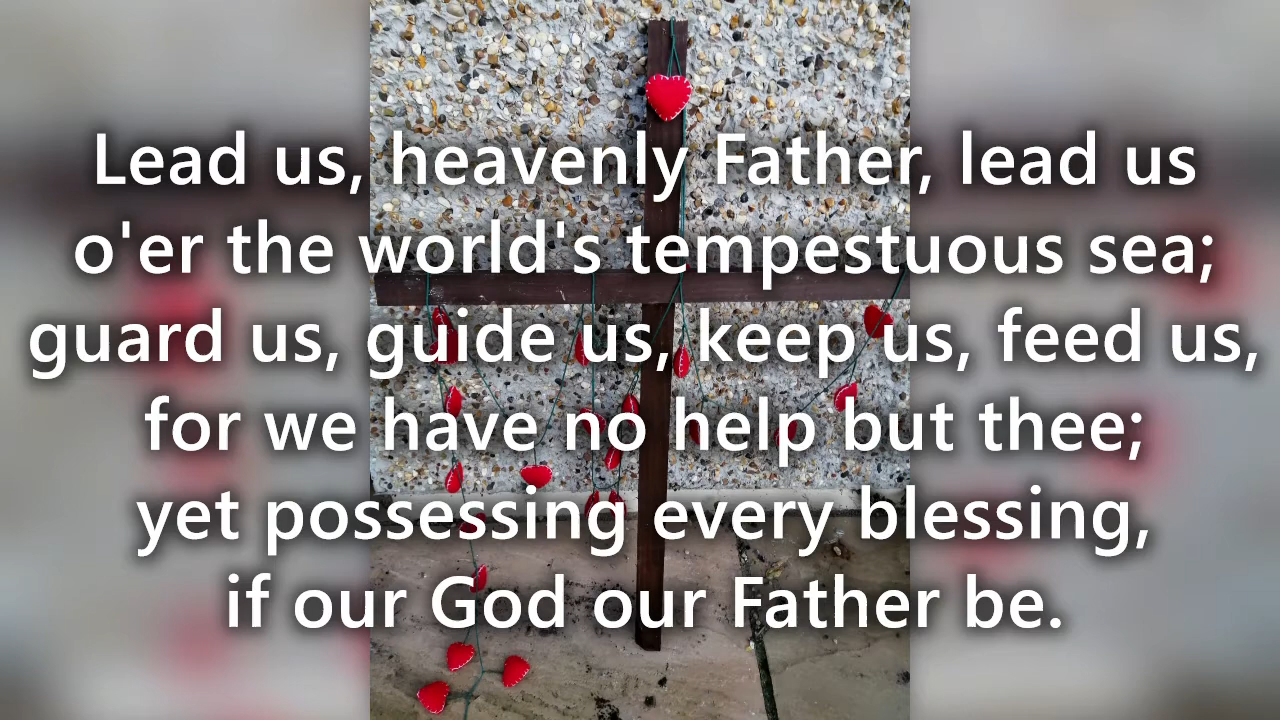 Lead us, heavenly Father, lead us
o'er the world's tempestuous sea;
guard us, guide us, keep us, feed us,
for we have no help but thee;
yet possessing every blessing,
if our God our Father be.